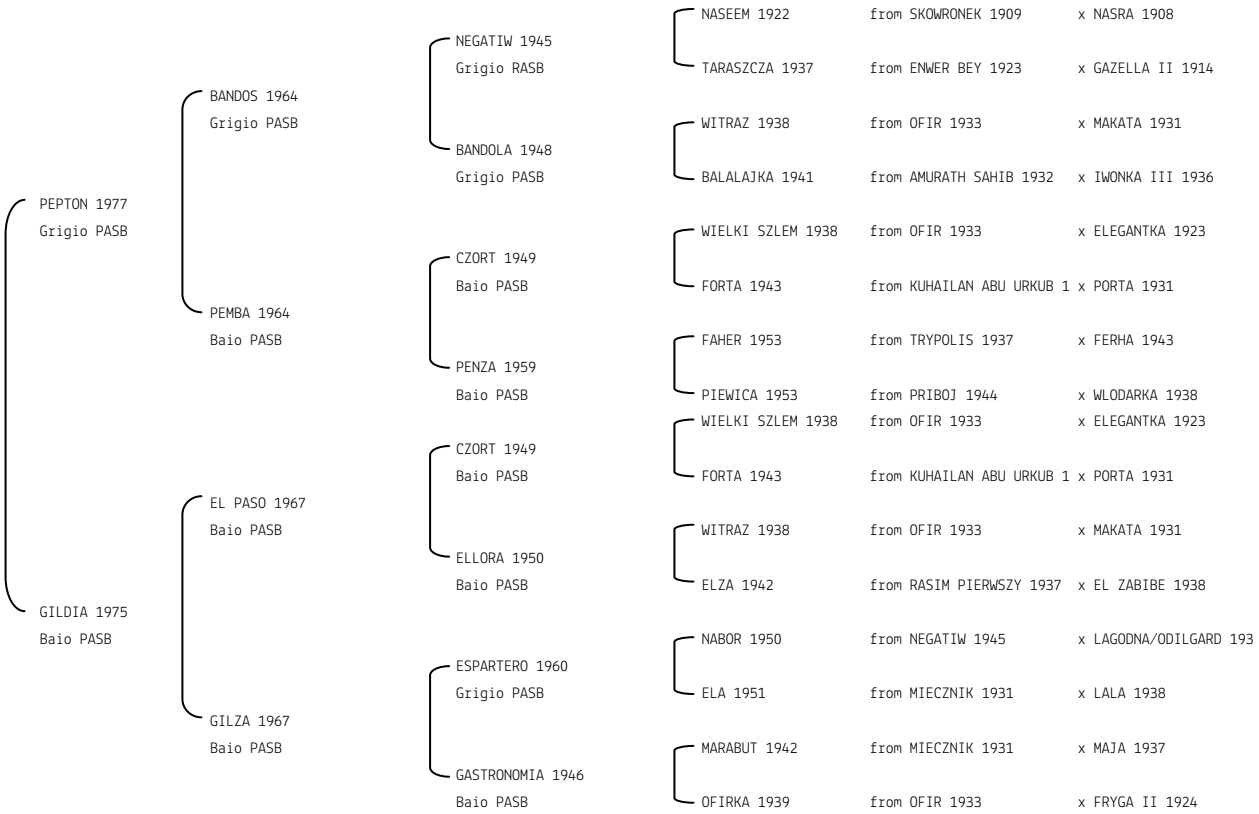 NASEEM 1922 from SKOWRONEK 1909 x NASRA 1908
NEGATIW 1945
Grigio RASB
TARASZCZA 1937 from ENWER BEY 1923 x GAZELLA II 1914
BANDOS 1964
Grigio PASB
WITRAZ 1938 from OFIR 1933 x MAKATA 1931
BANDOLA 1948
Grigio PASB
BALALAJKA 1941 from AMURATH SAHIB 1932 x IWONKA III 1936
PEPTON 1977
Grigio PASB
WIELKI SZLEM 1938 from OFIR 1933 x ELEGANTKA 1923
CZORT 1949
Baio PASB
FORTA 1943 from KUHAILAN ABU URKUB 1 x PORTA 1931
PEMBA 1964
Baio PASB
FAHER 1953 from TRYPOLIS 1937 x FERHA 1943
PENZA 1959
Baio PASB
PIEWICA 1953 from PRIBOJ 1944 x WLODARKA 1938
WIELKI SZLEM 1938 from OFIR 1933 x ELEGANTKA 1923
CZORT 1949
Baio PASB
FORTA 1943 from KUHAILAN ABU URKUB 1 x PORTA 1931
EL PASO 1967
Baio PASB
WITRAZ 1938 from OFIR 1933 x MAKATA 1931
ELLORA 1950
Baio PASB
ELZA 1942 from RASIM PIERWSZY 1937 x EL ZABIBE 1938
GILDIA 1975
Baio PASB
NABOR 1950 from NEGATIW 1945 x LAGODNA/ODILGARD 193
ESPARTERO 1960
Grigio PASB
ELA 1951 from MIECZNIK 1931 x LALA 1938
GILZA 1967
Baio PASB
MARABUT 1942 from MIECZNIK 1931 x MAJA 1937
GASTRONOMIA 1946
Baio PASB
OFIRKA 1939 from OFIR 1933 x FRYGA II 1924